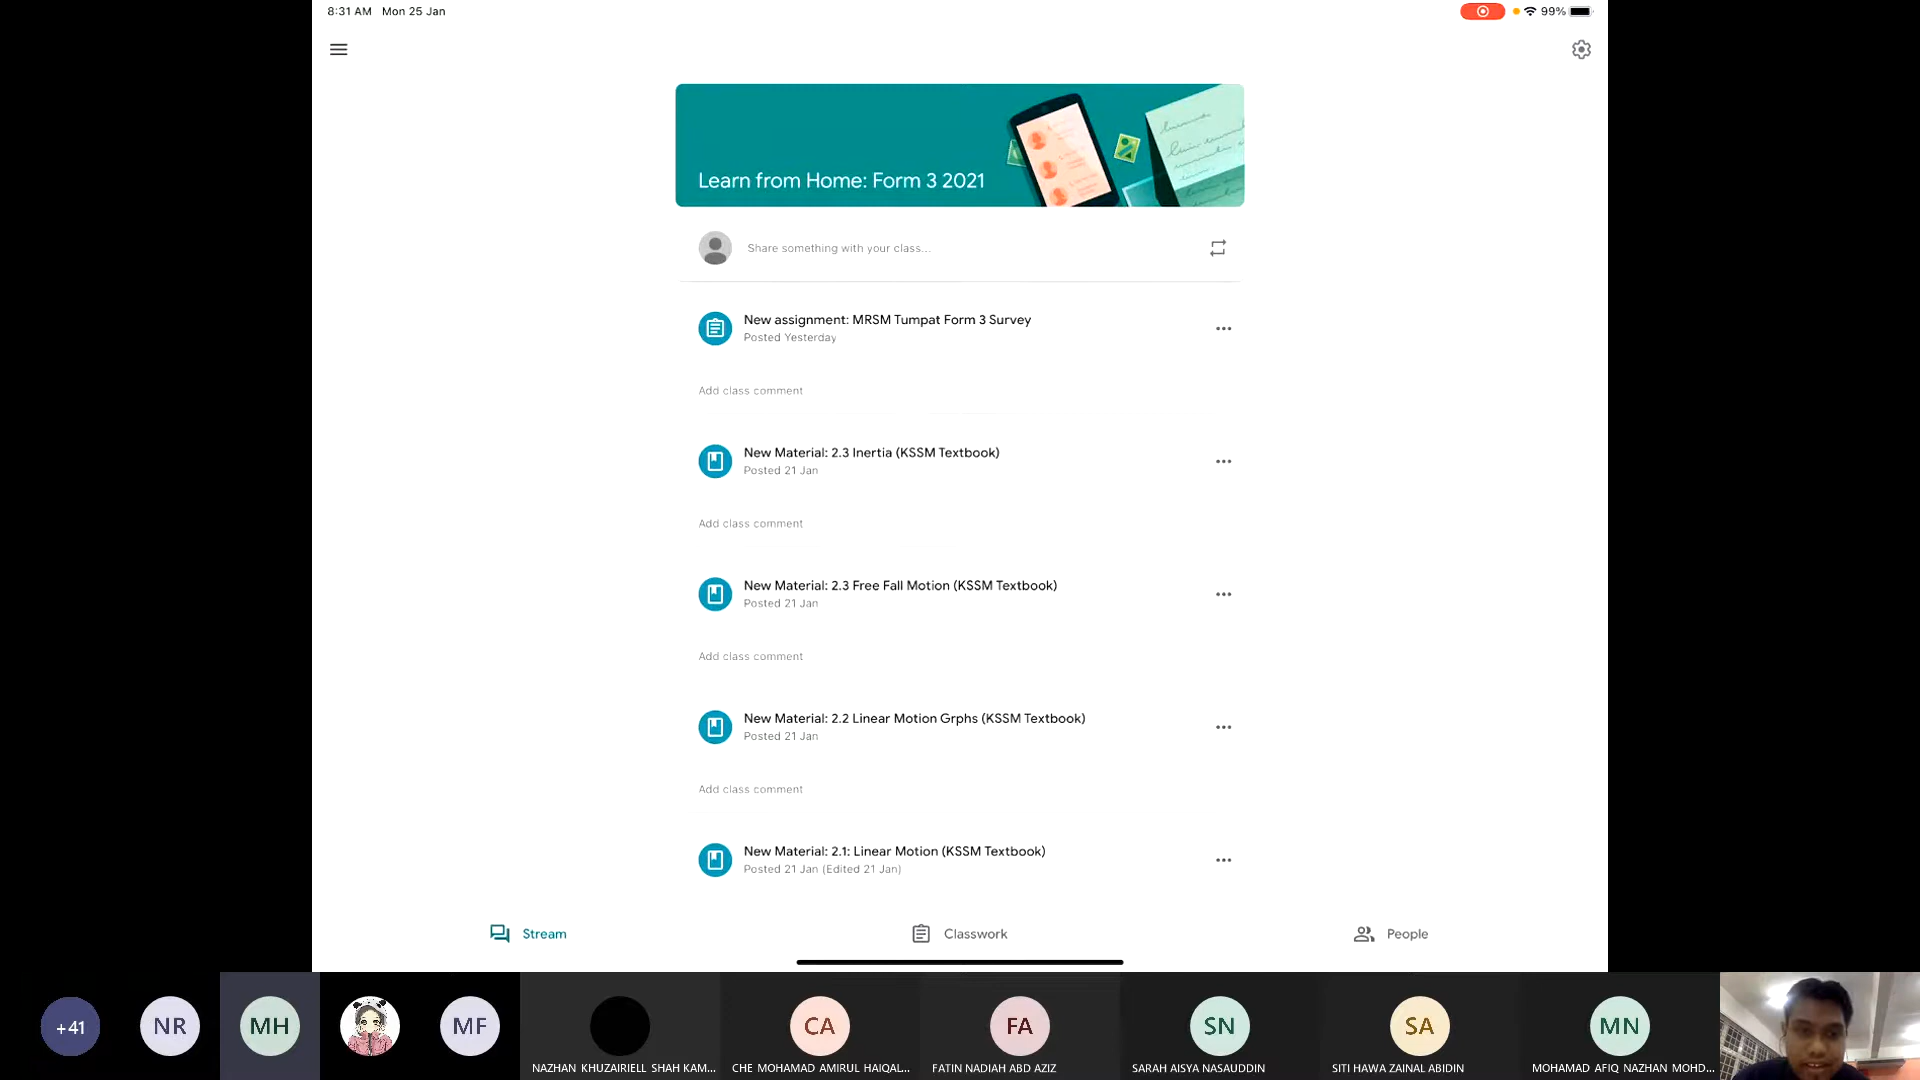 8:31 AM Mon 25 Jan
99%
Learn from Home: Form 3 2021
Share something with your class...
New assignment: MRSM Tumpat Form 3 Survey
Posted Yesterday
Add class comment
New Material: 2.3 Inertia (KSSM Textbook)
Posted 21 Jan
Add class comment
New Material: 2.3 Free Fall Motion (KSSM Textbook)
Posted 21 Jan
Add class comment
New Material: 2.2 Linear Motion Grphs (KSSM Textbook)
Posted 21 Jan
Add class comment
New Material: 2.1: Linear Motion (KSSM Textbook)
Posted 21 Jan (Edited 21 Jan)
Stream
Classwork
People
+41
NR
MH
MF
CA
FA
SN
SA
MN
NAZHAN KHUZAIRIELL SHAH KAM...
CHE MOHAMAD AMIRUL HAIQAL...
FATIN NADIAH ABD AZIZ
SARAH AISYA NASAUDDIN
SITI HAWA ZAINAL ABIDIN
MOHAMAD AFIQ NAZHAN MOHD...